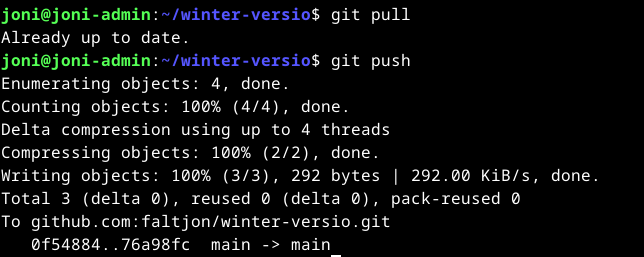 joni@joni-admin:~/winter-versio$ git pull
Already up to date.
joni@joni-admin:~/winter-versio$ git push
Enumerating objects: 4, done.
Counting objects: 100% (4/4), done.
Delta compression using up to 4 threads
Compressing objects: 100% (2/2), done.
Writing objects: 100% (3/3), 292 bytes | 292.00 KiB/s, done.
Total 3 (delta 0), reused 0 (delta 0), pack-reused 0
To github.com:faltjon/winter-versio.git
   0f54884..76a98fc  main -> main